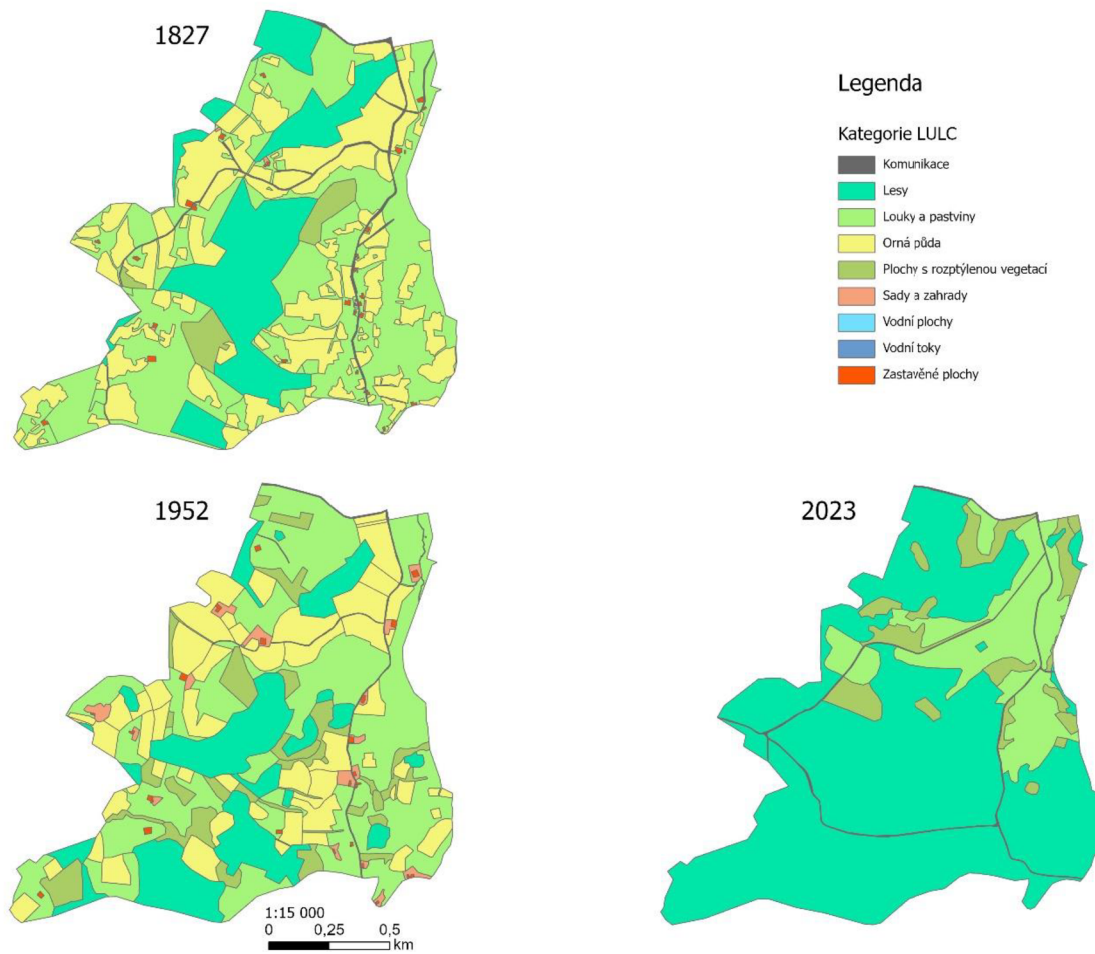 1827
Legenda
Kategorie LULC
Komunikace
Lesy
Louky a pastviny
Orná půda
Plochy s rozptýlenou vegetací
Sady a zahrady
Vodní plochy
Vodní toky
Zastavěné plochy
1952
2023
1:15 000
0 0,25 0,5
km